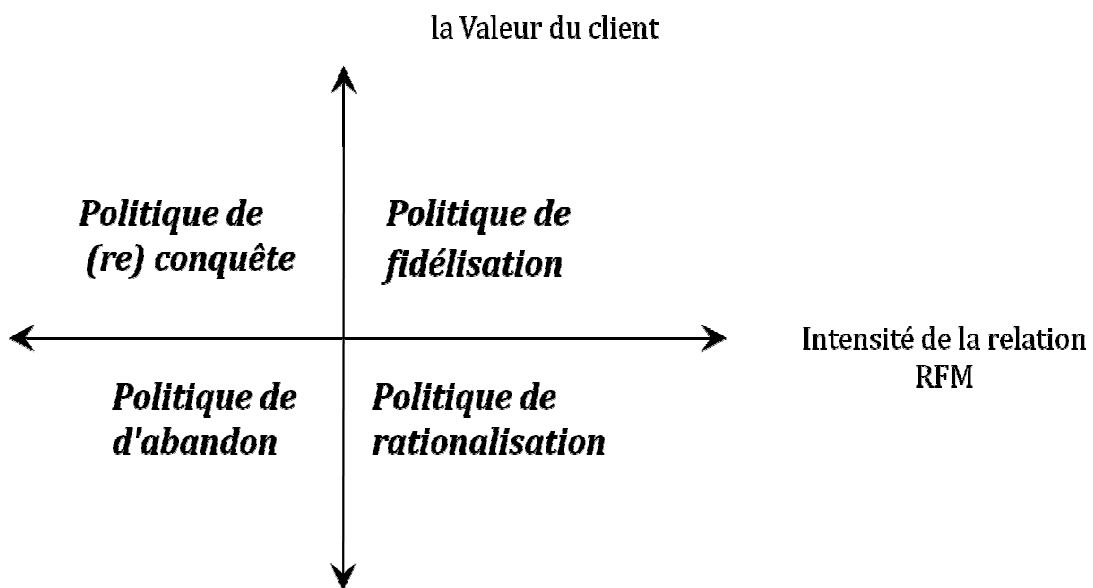 la Valeur du client
Politique de
(re) conquête
Politique de
fidélisation
Intensité de la relation
RFM
Politique de
d'abandon
Politique de
rationalisation